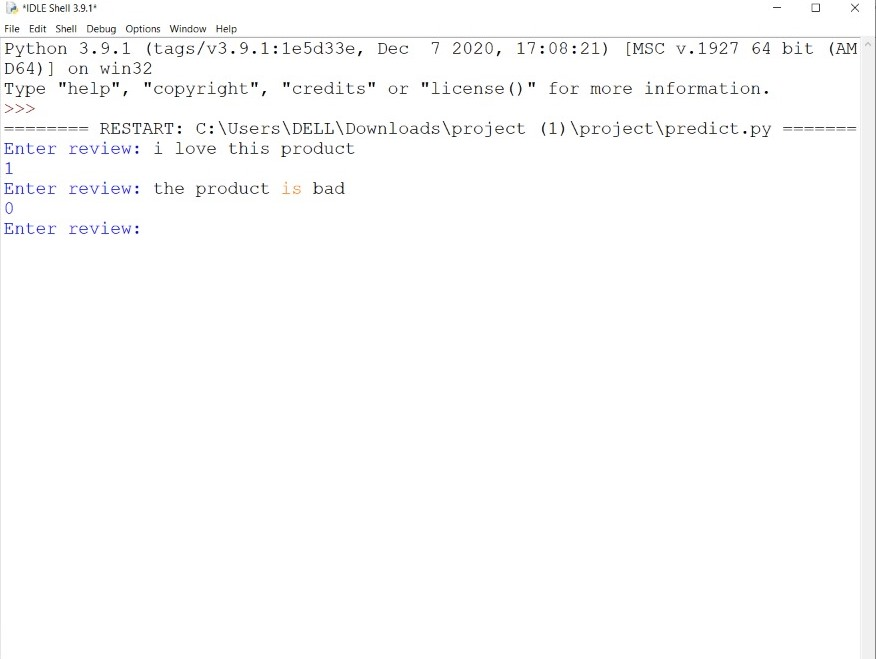 *IDLE Shell 3.9.1*
File Edit Shell Debug Options Window Help
Python 3.9.1 (tags/v3.9.1:1e5d33e, Dec  7 2020, 17:08:21) [MSC v.1927 64 bit (AM
D64)] on win32
Type "help", "copyright", "credits" or "license()" for more information.
>>>
======== RESTART: C:\Users\DELL\Downloads\project (1)\project\predict.py =======
Enter review: i love this product
1
Enter review: the product is bad
0
Enter review: